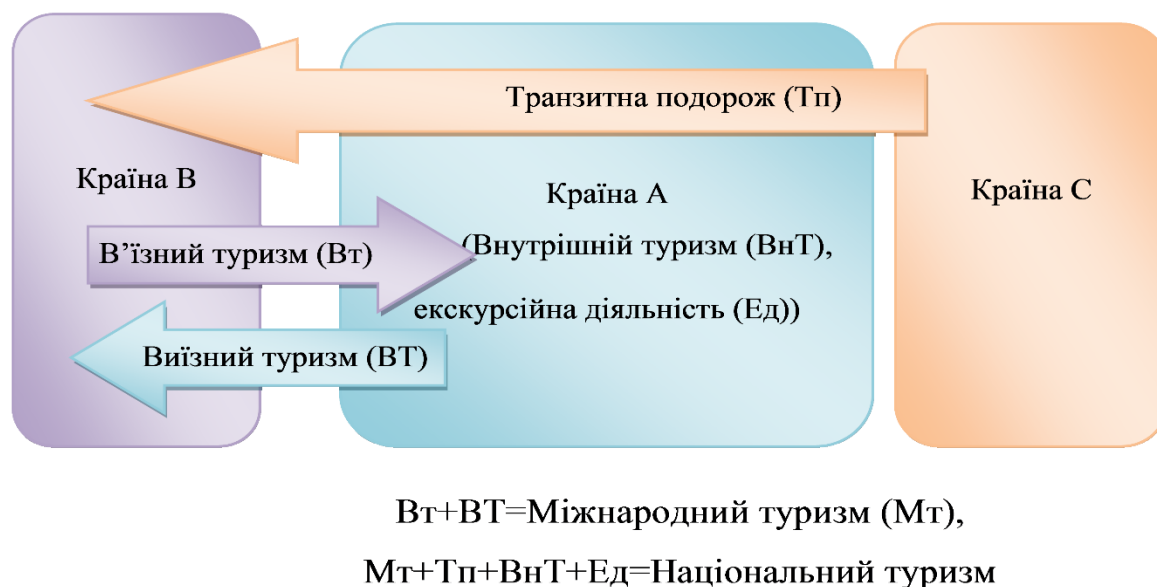 Транзитна подорож (Тп)
Країна В
Країна А
Країна С
В’їзний туризм (Вт)
(Внутрішній туризм (ВнТ),
екскурсійна діяльність (Ед))
Виїзний туризм (ВТ)
Вт+ВТ=Міжнародний туризм (Мт),
Мт+Тп+ВнТ+Ед=Національний туризм